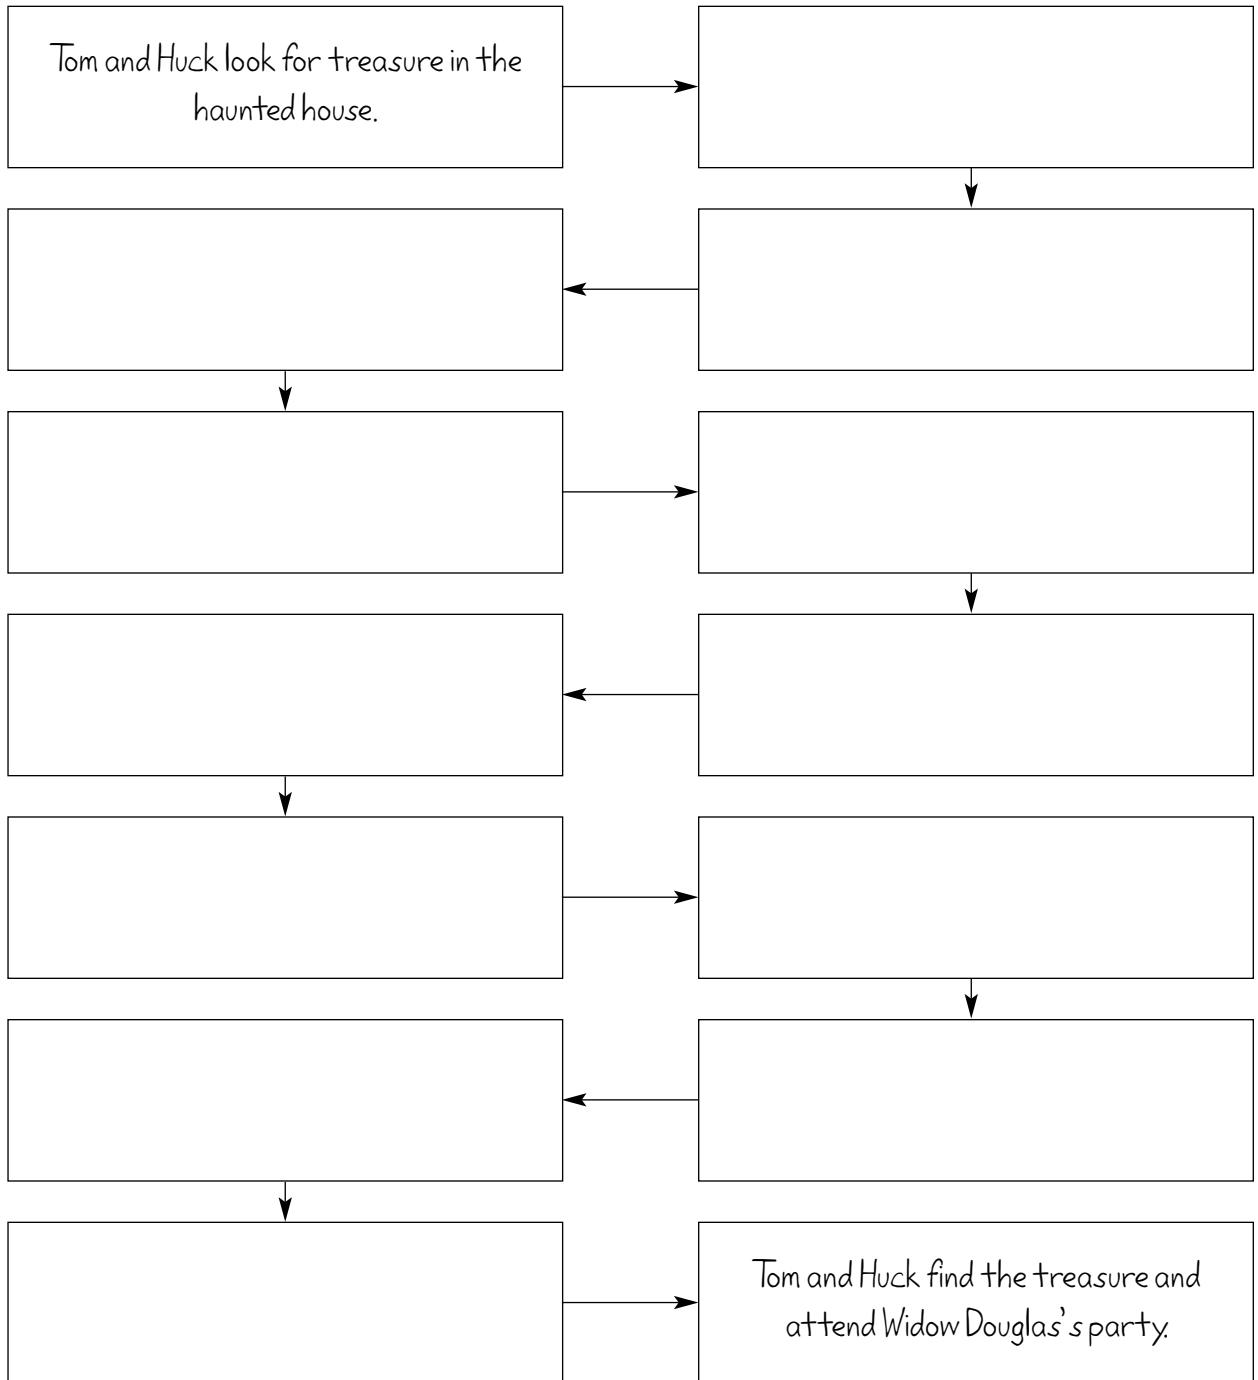 Tom and Huck look for treasure in the
haunted house.
Tom and Huck find the treasure and
attend Widow Douglas's party.